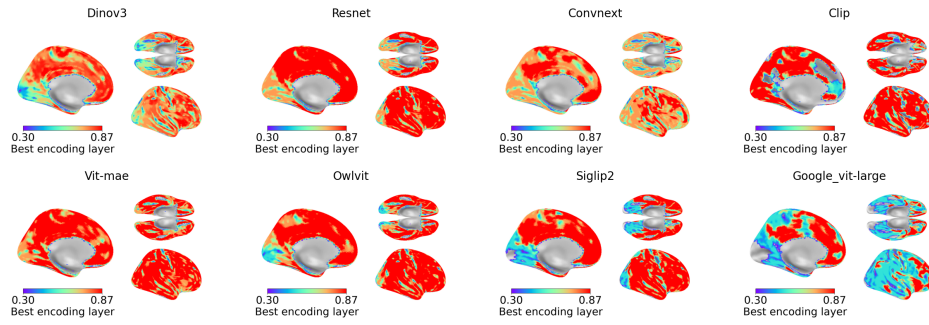 Dinov3
Resnet
Convnext
Clip
0.30 0.87
Best encoding layer
0.30 0.87
Best encoding layer
0.30 0.87
Best encoding layer
0.30 0.87
Best encoding layer
Vit-mae
Owlvit
Siglip2
Google_vit-large
0.30 0.87
Best encoding layer
0.30 0.87
Best encoding layer
0.30 0.87
Best encoding layer
0.30 0.87
Best encoding layer